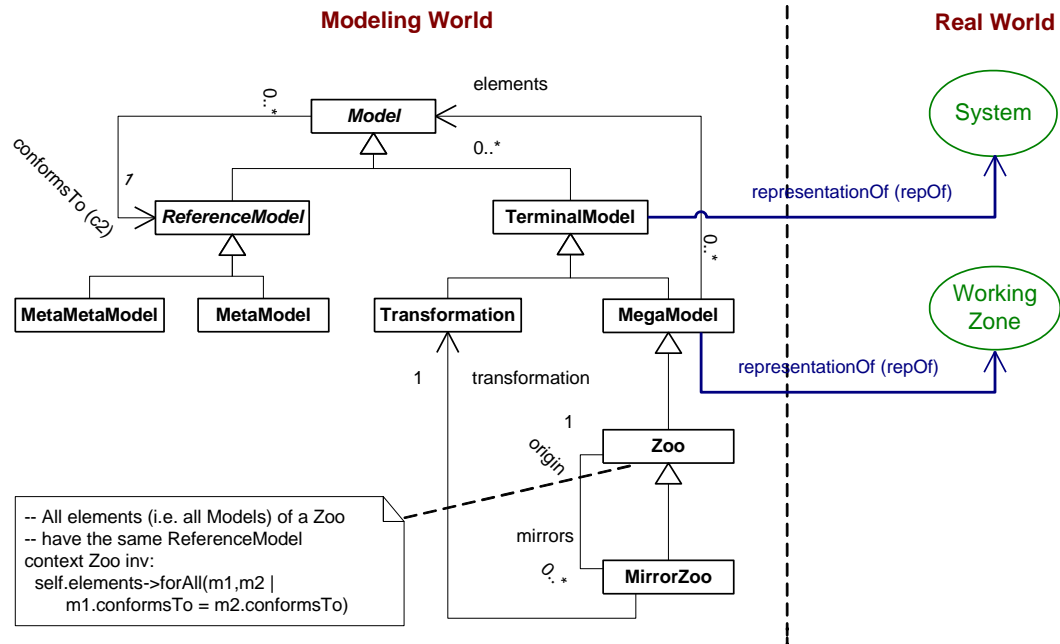 Modeling World
Real World
elements
0..*
Model
System
0..*
conformsTo (c2)
1
representationOf (repOf)
ReferenceModel
TerminalModel
0..*
MetaMetaModel
MetaModel
Transformation
MegaModel
Working
Zone
representationOf (repOf)
1
transformation
1
origin
Zoo
-- All elements (i.e. all Models) of a Zoo
-- have the same ReferenceModel
context Zoo inv:
self.elements->forAll(m1,m2 |
m1.conformsTo = m2.conformsTo)
mirrors
0.. *
MirrorZoo